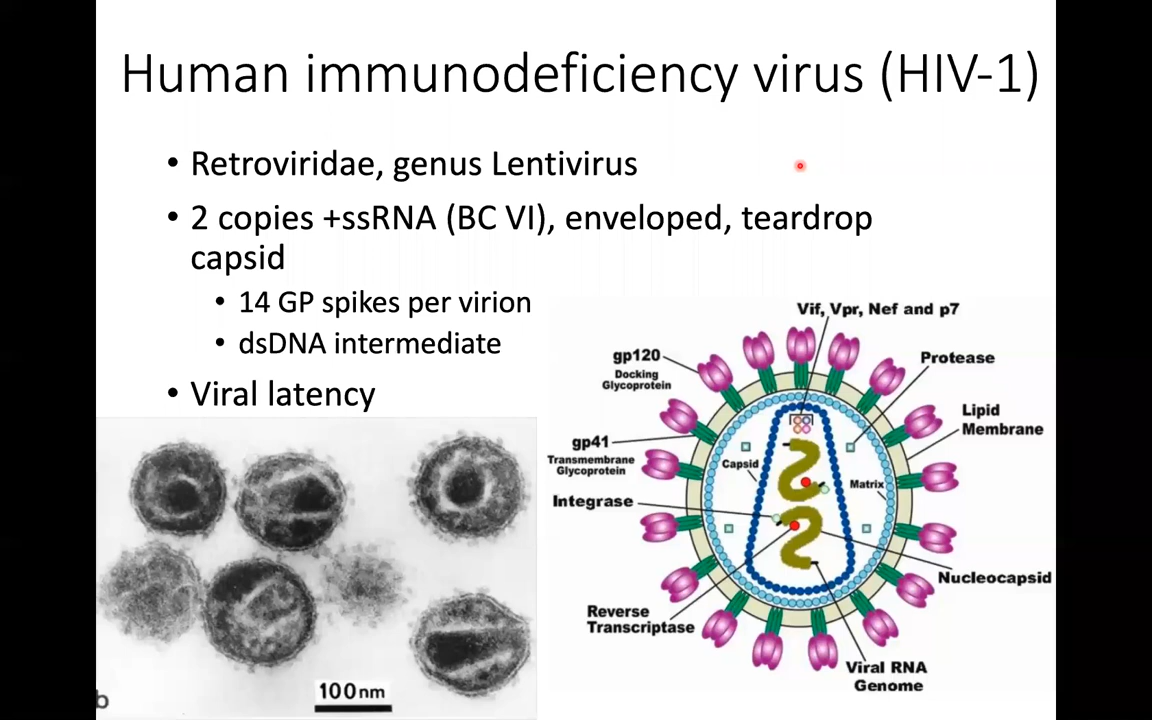 Human immunodeficiency virus (HIV-1)
• Retroviridae, genus Lentivirus
• 2 copies +ssRNA (BC VI), enveloped, teardrop
capsid
• 14 GP spikes per virion
• dsDNA intermediate
• Viral latency
Vif, Vpr, Nef and p7
gp120
Docking
Glycoprotein
Protease
Lipid
Membrane
gp41
Transmembrane
Glycoprotein
Capsid
Matrix
Integrase
Nucleocapsid
Reverse
Transcriptase
Viral RNA
Genome
100nm
b